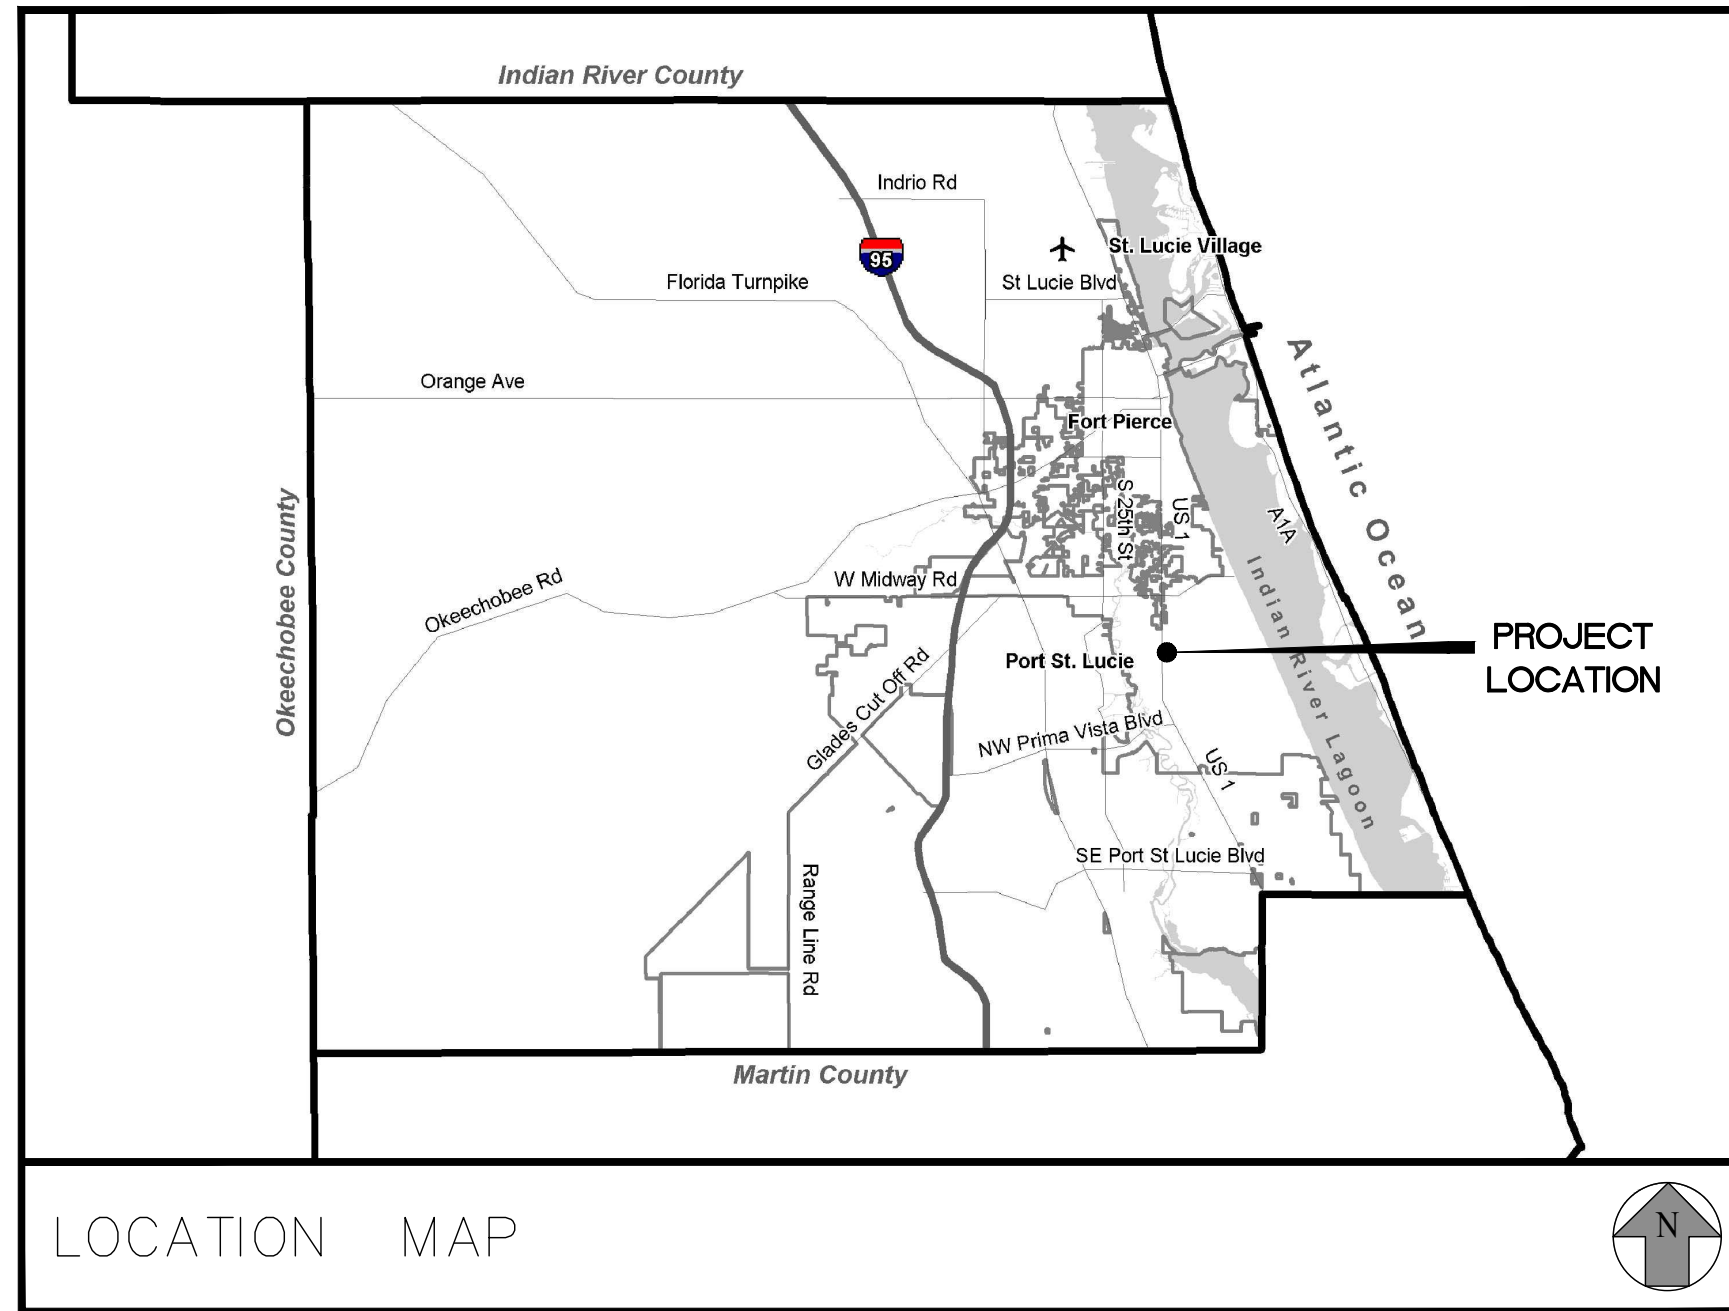 Indian River County
Indrio Rd
95
St. Lucie Village
Florida Turnpike
St Lucie Blvd
Atlantic Ocean
Orange Ave
Fort Pierce
S 25th St
US 1
A1A
Okeechobee County
W Midway Rd
Okeechobee Rd
Indian River Lagoon
PROJECT
LOCATION
Port St. Lucie
Glades Cut Off Rd
NW Prima Vista Blvd
US 1
SE Port St Lucie Blvd
Range Line Rd
Martin County
LOCATION MAP
N